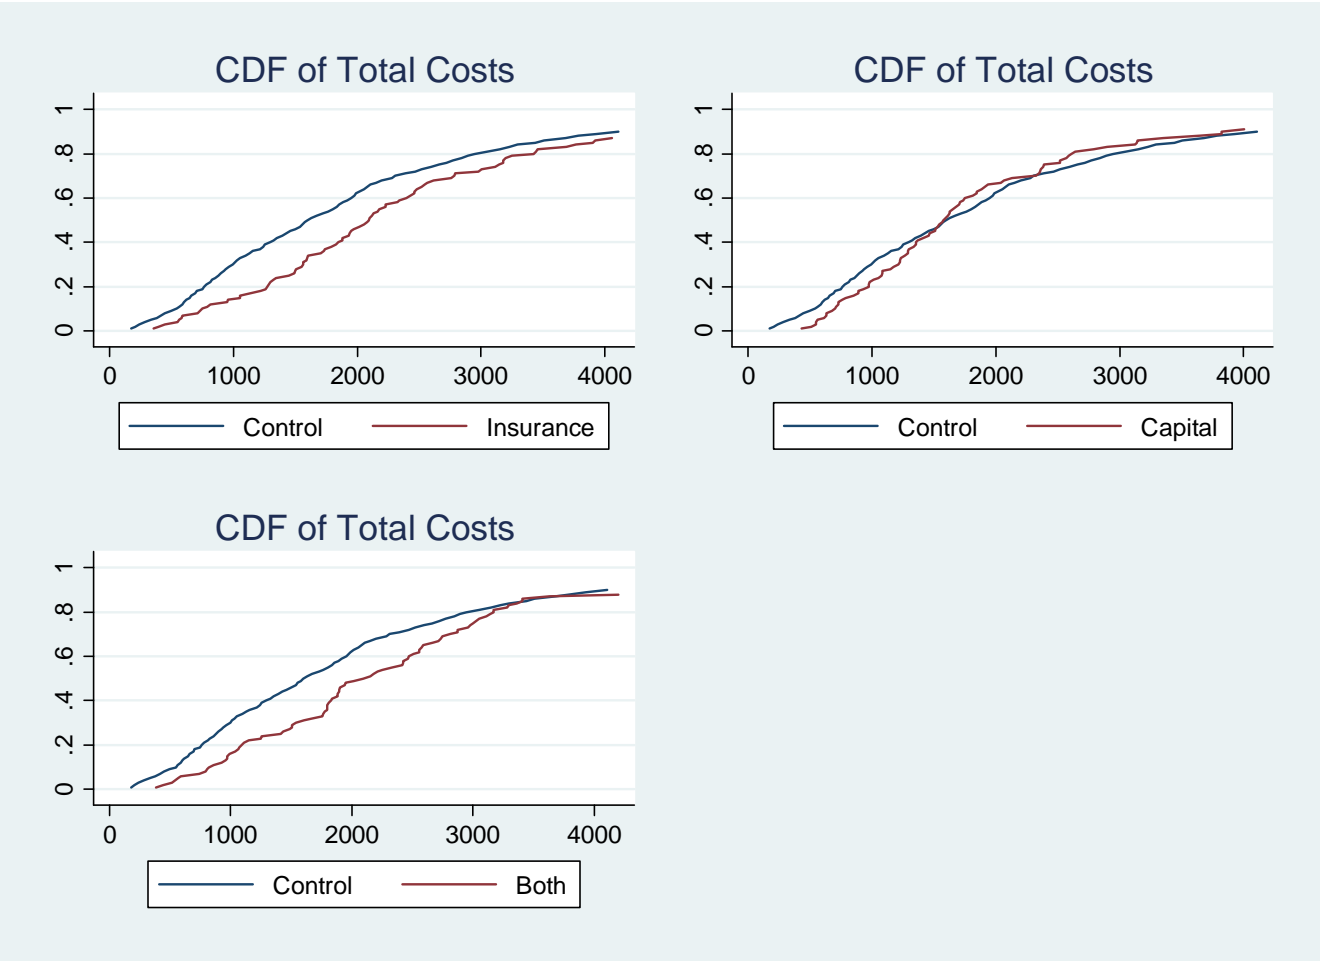 CDF of Total Costs
1
.8
.6
.4
.2
0
0 1000 2000 3000 4000
Control Insurance
CDF of Total Costs
1
.8
.6
.4
.2
0
0 1000 2000 3000 4000
Control Capital
CDF of Total Costs
1
.8
.6
.4
.2
0
0 1000 2000 3000 4000
Control Both